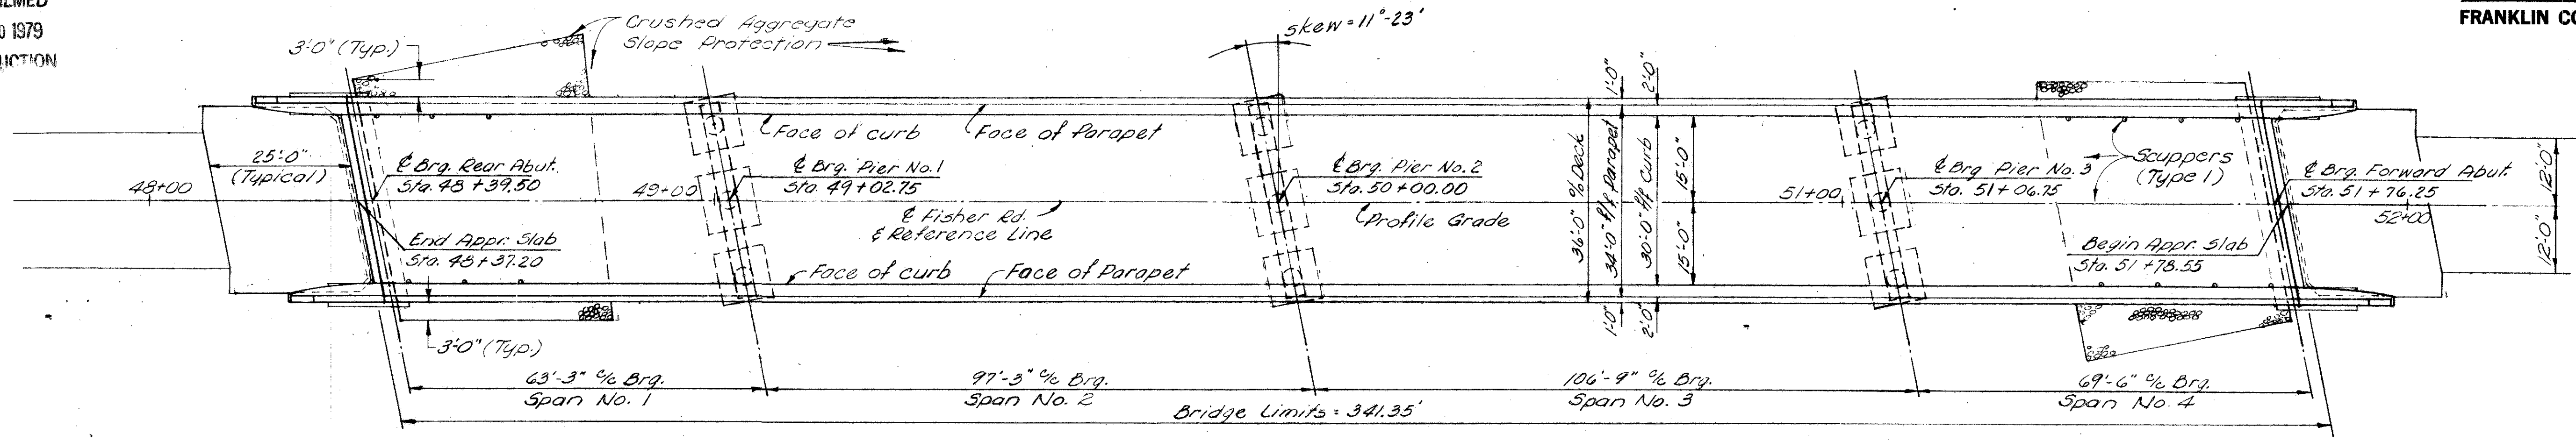 1979
FRANKLIN CO
3'-0" (Typ.)
Crushed Aggregate
Slope Protection
skew = 11°-23'
1'-0"
2'-0"
Face of curb
Face of Parapet
25'-0"
(Typical)
48+00
℄ Brg. Rear Abut.
Sta. 48+39.50
49+00
℄ Brg. Pier No.1
Sta. 49+02.75
℄ Brg. Pier No.2
Sta. 50+00.00
36'-0" o/o Deck
34'-0" f/f Parapet
30'-0" f/f Curb
15'-0"
15'-0"
51+00
℄ Brg. Pier No. 3
Sta. 51+06.75
Scuppers
(Type 1)
℄ Brg. Forward Abut.
Sta. 51+76.25
52+00
12'-0"
12'-0"
End Appr. Slab
Sta. 48+37.20
℄ Fisher Rd.
℄ Reference Line
Profile Grade
Begin Appr. Slab
Sta. 51+78.55
Face of curb
Face of Parapet
1'-0"
2'-0"
3'-0" (Typ.)
63'-3" c/c Brg.
Span No. 1
97'-3" c/c Brg.
Span No. 2
106'-9" c/c Brg.
Span No. 3
69'-6" c/c Brg.
Span No. 4
Bridge Limits = 341.35'